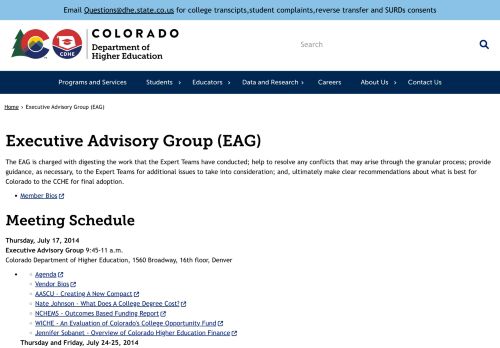 Email Questions@dhe.state.co.us for college transcipts,student complaints,reverse transfer and SURDs consents
COLORADO
Department of
Higher Education
CDHE
Search
Programs and Services
Students
Educators
Data and Research
Careers
About Us
Contact Us
Home › Executive Advisory Group (EAG)
Executive Advisory Group (EAG)
The EAG is charged with digesting the work that the Expert Teams have conducted; help to resolve any conflicts that may arise through the granular process; provide
guidance, as necessary, to the Expert Teams for additional issues to take into consideration; and, ultimately make clear recommendations about what is best for
Colorado to the CCHE for final adoption.
Member Bios
Meeting Schedule
Thursday, July 17, 2014
Executive Advisory Group 9:45-11 a.m.
Colorado Department of Higher Education, 1560 Broadway, 16th floor, Denver
Agenda
Vendor Bios
AASCU - Creating A New Compact
Nate Johnson - What Does A College Degree Cost?
NCHEMS - Outcomes Based Funding Report
WICHE - An Evaluation of Colorado's College Opportunity Fund
Jennifer Sobanet - Overview of Colorado Higher Education Finance
Thursday and Friday, July 24-25, 2014